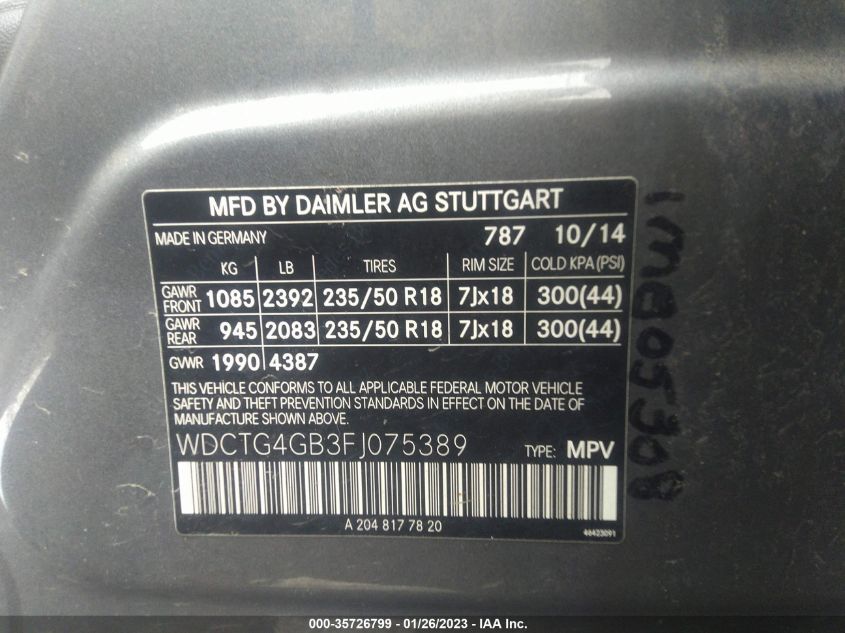 MFD BY DAIMLER AG STUTTGART
MADE IN GERMANY 787 10/14
KG LB TIRES RIM SIZE COLD KPA (PSI)
GAWR FRONT 1085 2392 235/50 R18 7Jx18 300(44)
GAWR REAR 945 2083 235/50 R18 7Jx18 300(44)
GVWR 1990 4387
THIS VEHICLE CONFORMS TO ALL APPLICABLE FEDERAL MOTOR VEHICLE
SAFETY AND THEFT PREVENTION STANDARDS IN EFFECT ON THE DATE OF
MANUFACTURE SHOWN ABOVE.
WDCTG4GB3FJ075389 TYPE: MPV
A 204 817 78 20
46423091
1MB05308
000-35726799 - 01/26/2023 - IAA Inc.